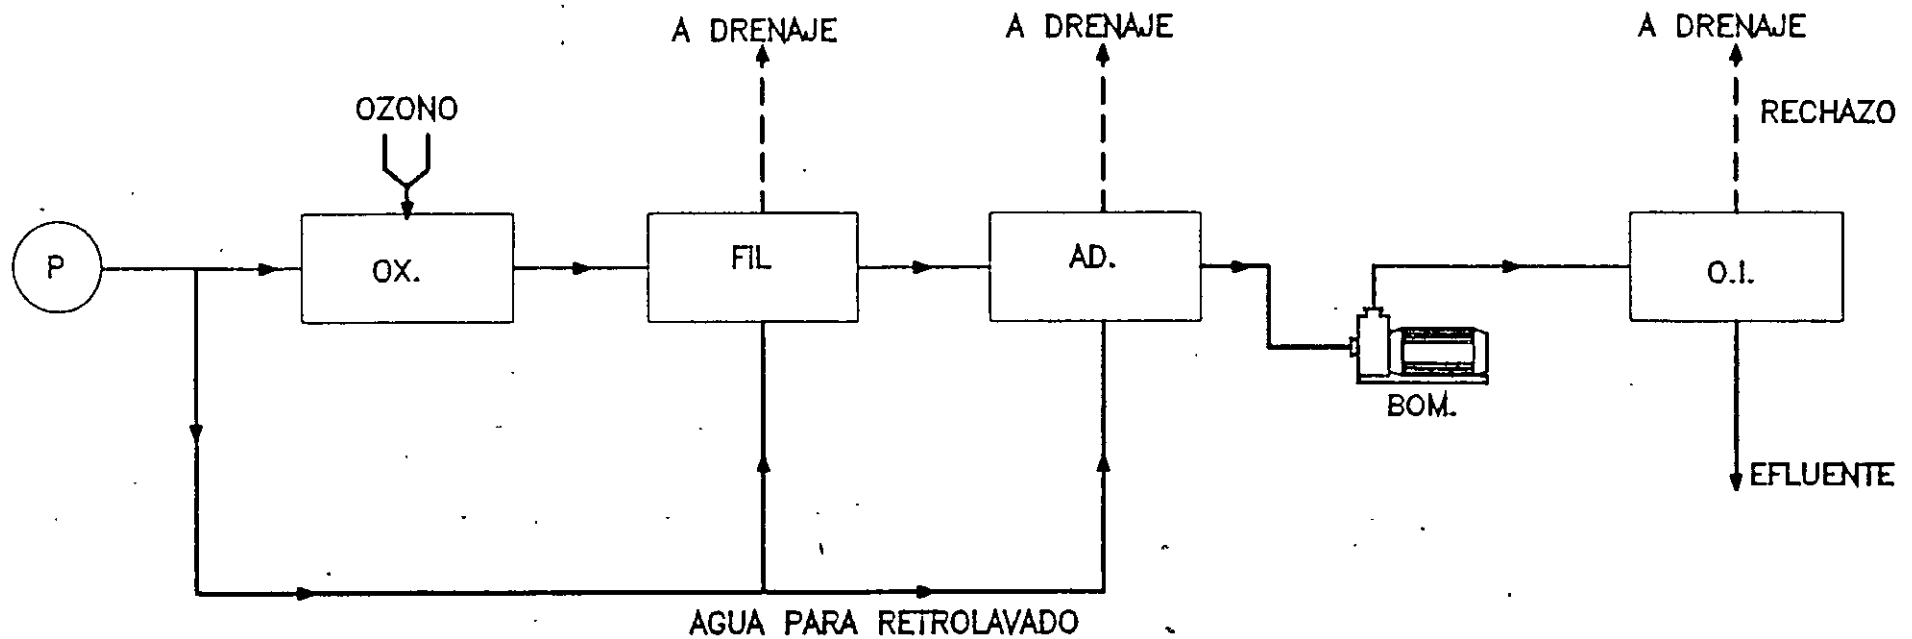 A DRENAJE
A DRENAJE
A DRENAJE
OZONO
RECHAZO
P
OX.
FIL
AD.
O.I.
BOM.
EFLUENTE
AGUA PARA RETROLAVADO